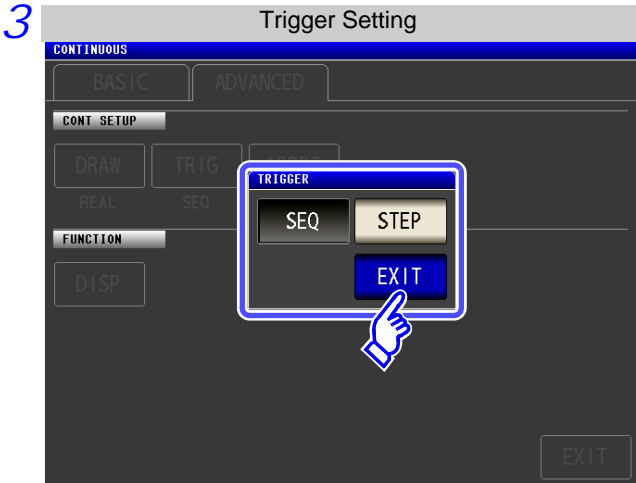 3 Trigger Setting
CONTINUOUS
BASIC ADVANCED
CONT SETUP
DRAW TRIG ABORT
REAL SEQ
TRIGGER
SEQ STEP
FUNCTION
DISP
EXIT
EXIT